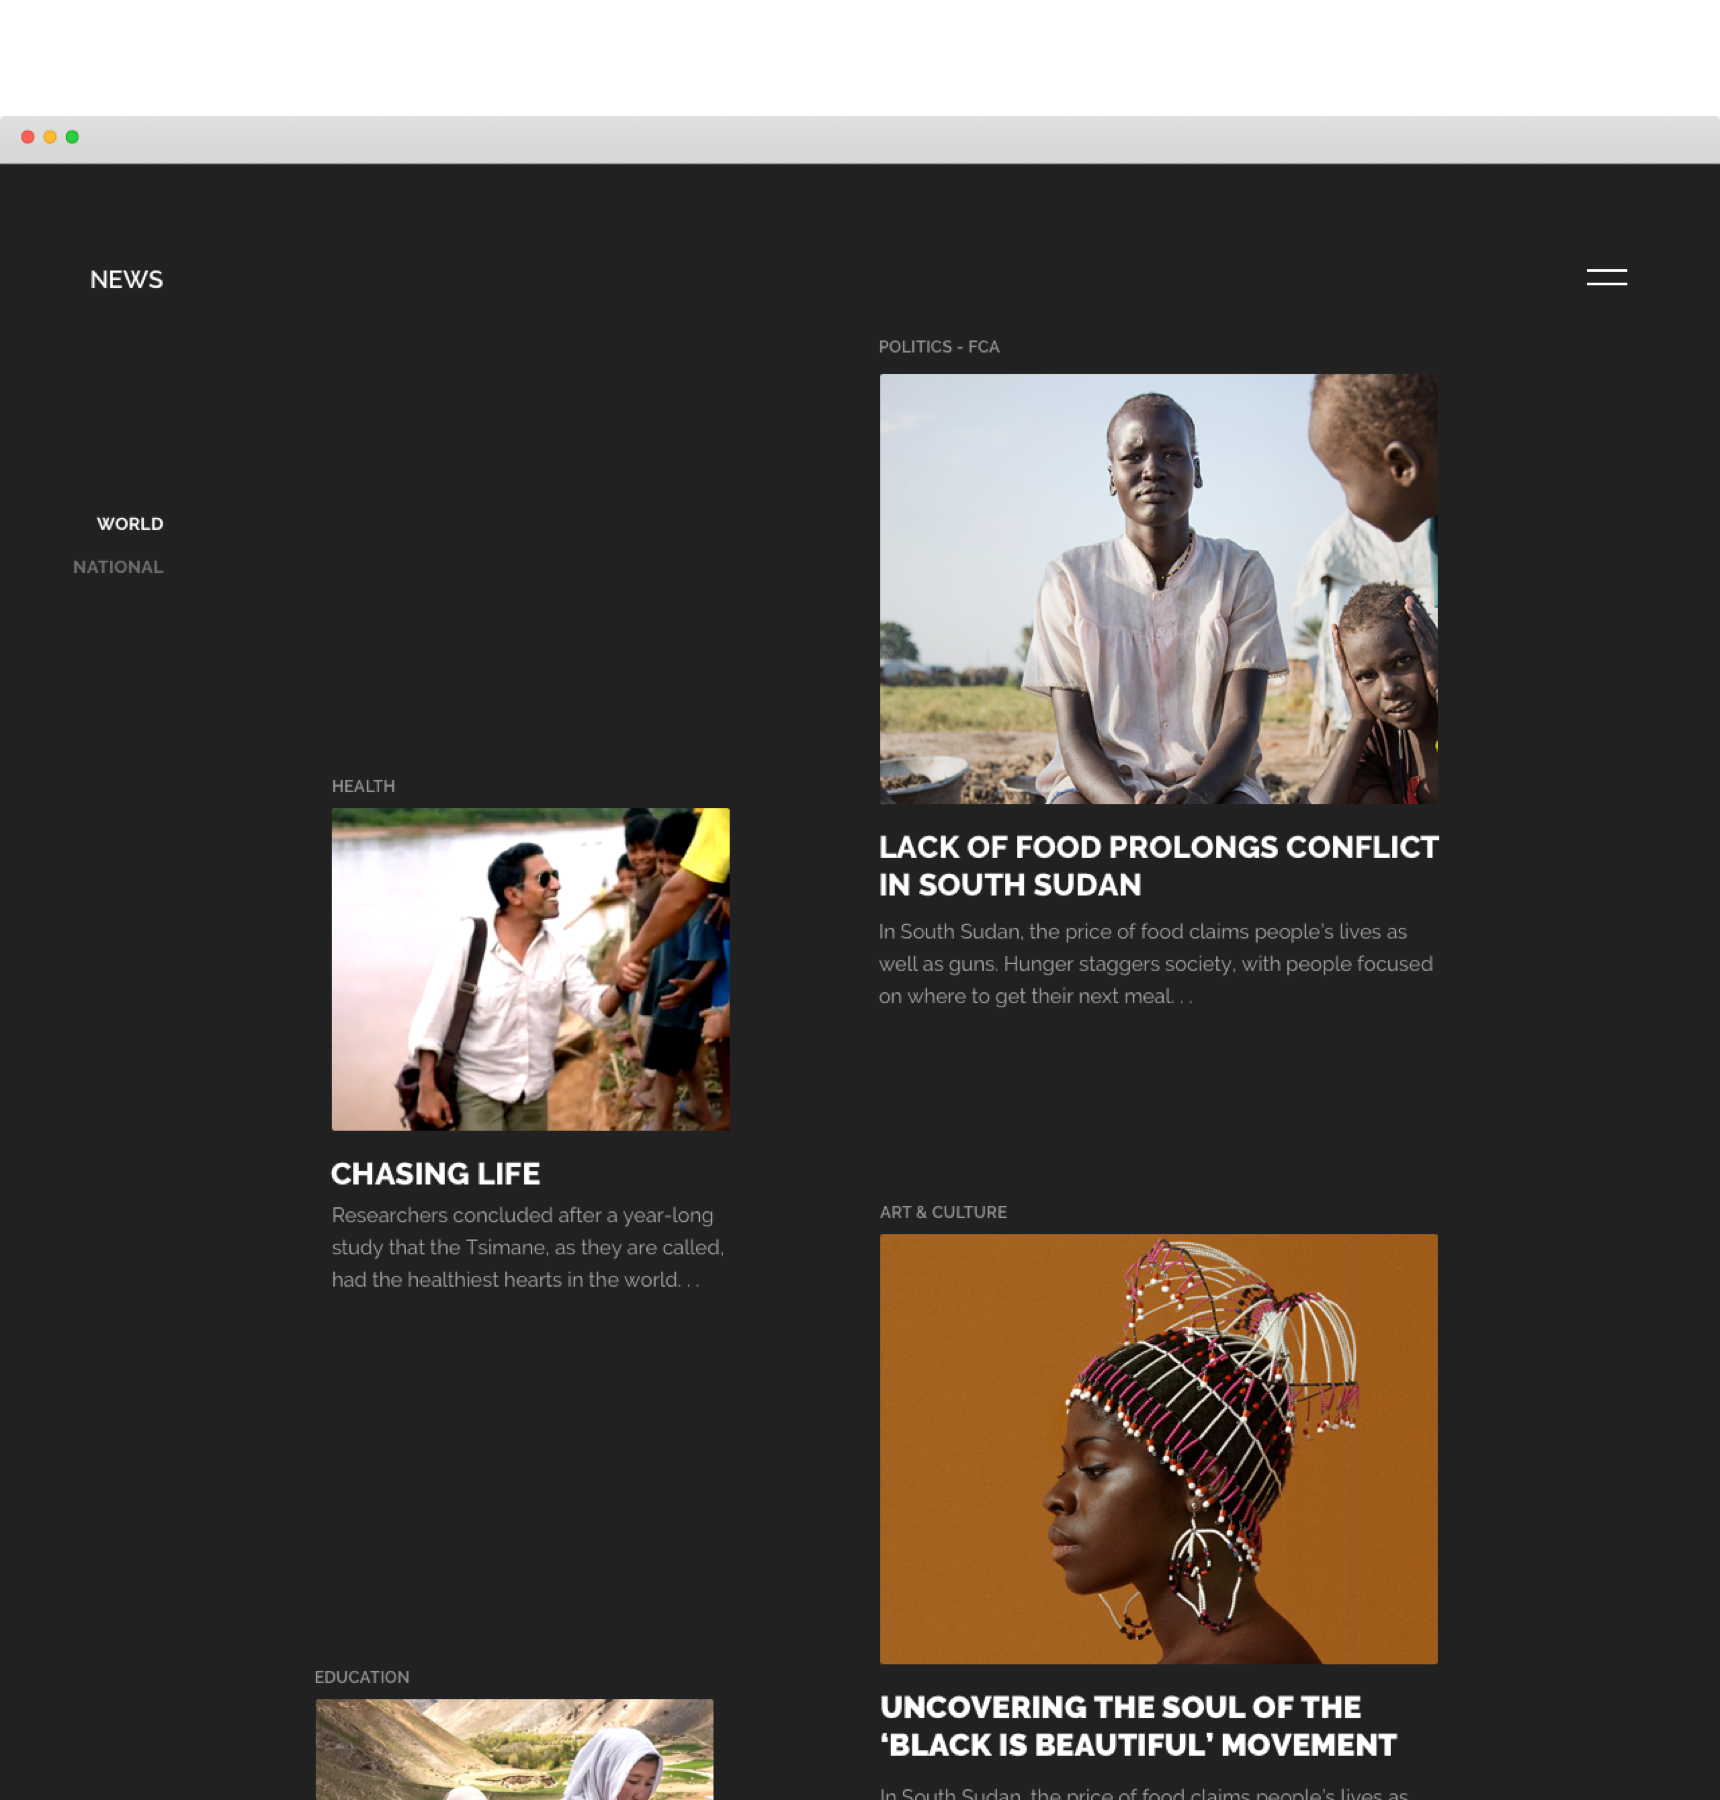 NEWS
WORLD
NATIONAL
POLITICS - FCA
LACK OF FOOD PROLONGS CONFLICT
IN SOUTH SUDAN
In South Sudan, the price of food claims people's lives as
well as guns. Hunger staggers society, with people focused
on where to get their next meal. . .
HEALTH
CHASING LIFE
Researchers concluded after a year-long
study that the Tsimane, as they are called,
had the healthiest hearts in the world. . .
ART & CULTURE
UNCOVERING THE SOUL OF THE
‘BLACK IS BEAUTIFUL’ MOVEMENT
In South Sudan, the price of food claims people's lives as
EDUCATION